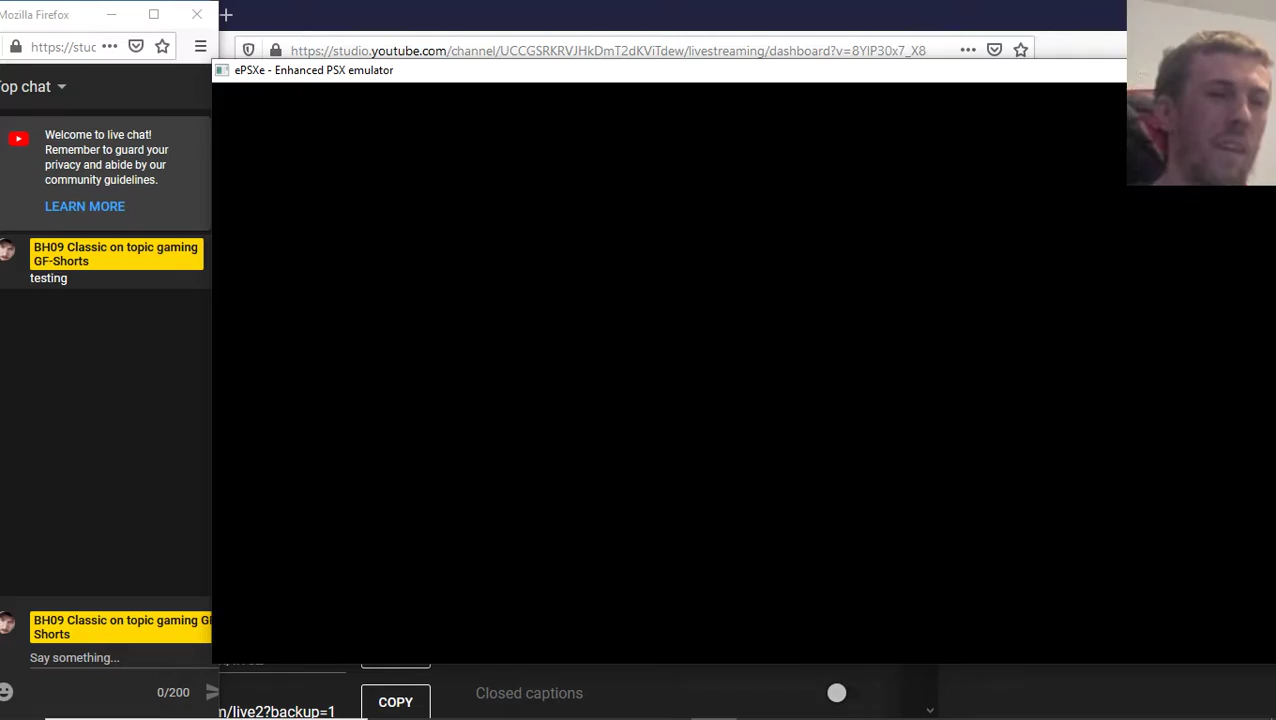 Mozilla Firefox
https://stuc
https://studio.youtube.com/channel/UCCGSRKRVJHkDmT2dKViTdew/livestreaming/dashboard?v=8YlP30x7_X8
ePSXe - Enhanced PSX emulator
op chat
Welcome to live chat!
Remember to guard your
privacy and abide by our
community guidelines.
LEARN MORE
BH09 Classic on topic gaming
GF-Shorts
testing
BH09 Classic on topic gaming G
Shorts
Say something...
0/200
/live2?backup=1
COPY
Closed captions